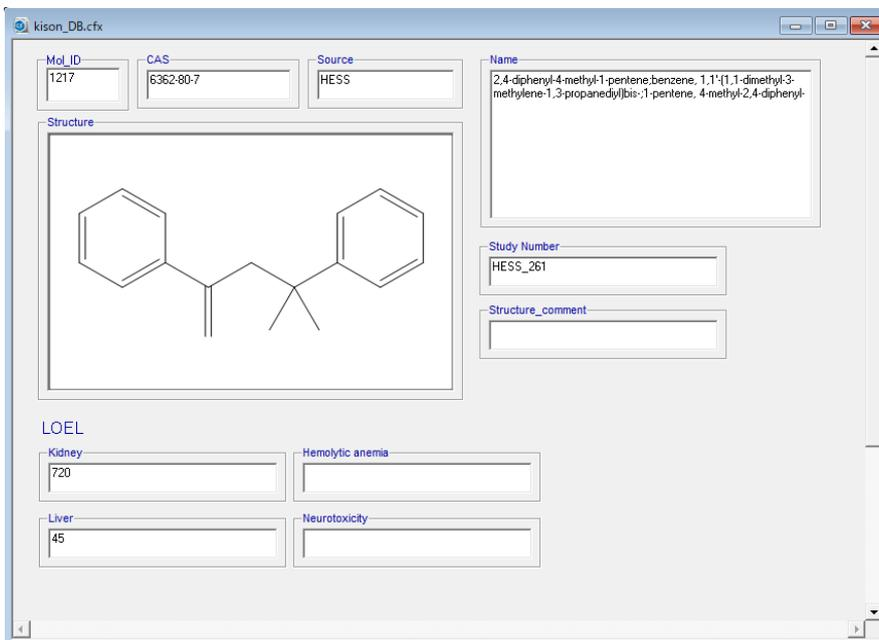 kison_DB.cfx
Mol_ID
1217
CAS
6362-80-7
Source
HESS
Name
2,4-diphenyl-4-methyl-1-pentene;benzene, 1,1'-(1,1-dimethyl-3-
methylene-1,3-propanediyl)bis-;1-pentene, 4-methyl-2,4-diphenyl-
Structure
Study Number
HESS_261
Structure_comment
LOEL
Kidney
720
Hemolytic anemia
Liver
45
Neurotoxicity